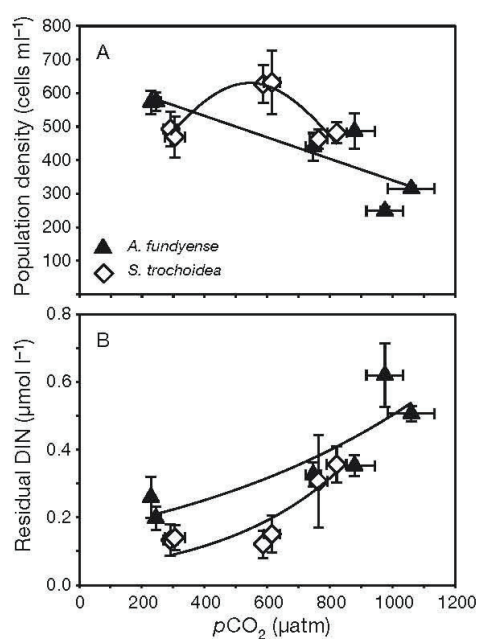 A
Population density (cells ml⁻¹)
800
700
600
500
400
300
200
100
A. fundyense
S. trochoidea
B
Residual DIN (µmol l⁻¹)
0.8
0.6
0.4
0.2
0.0
0 200 400 600 800 1000 1200
pCO₂ (µatm)